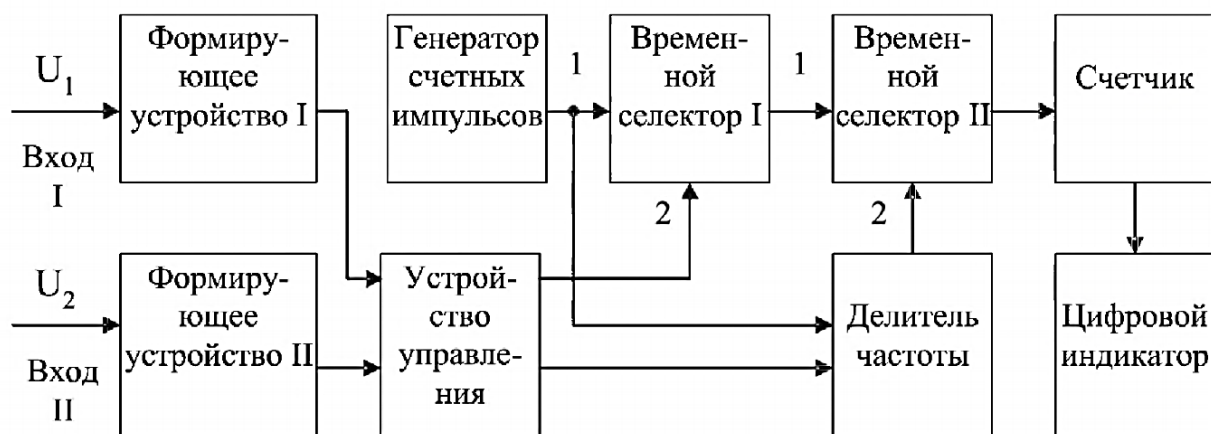 U1
Вход
I
Формиру-
ющее
устройство I
Генератор
счетных
импульсов
1
Времен-
ной
селектор I
1
Времен-
ной
селектор II
Счетчик
2
2
U2
Вход
II
Формиру-
ющее
устройство II
Устрой-
ство
управле-
ния
Делитель
частоты
Цифровой
индикатор